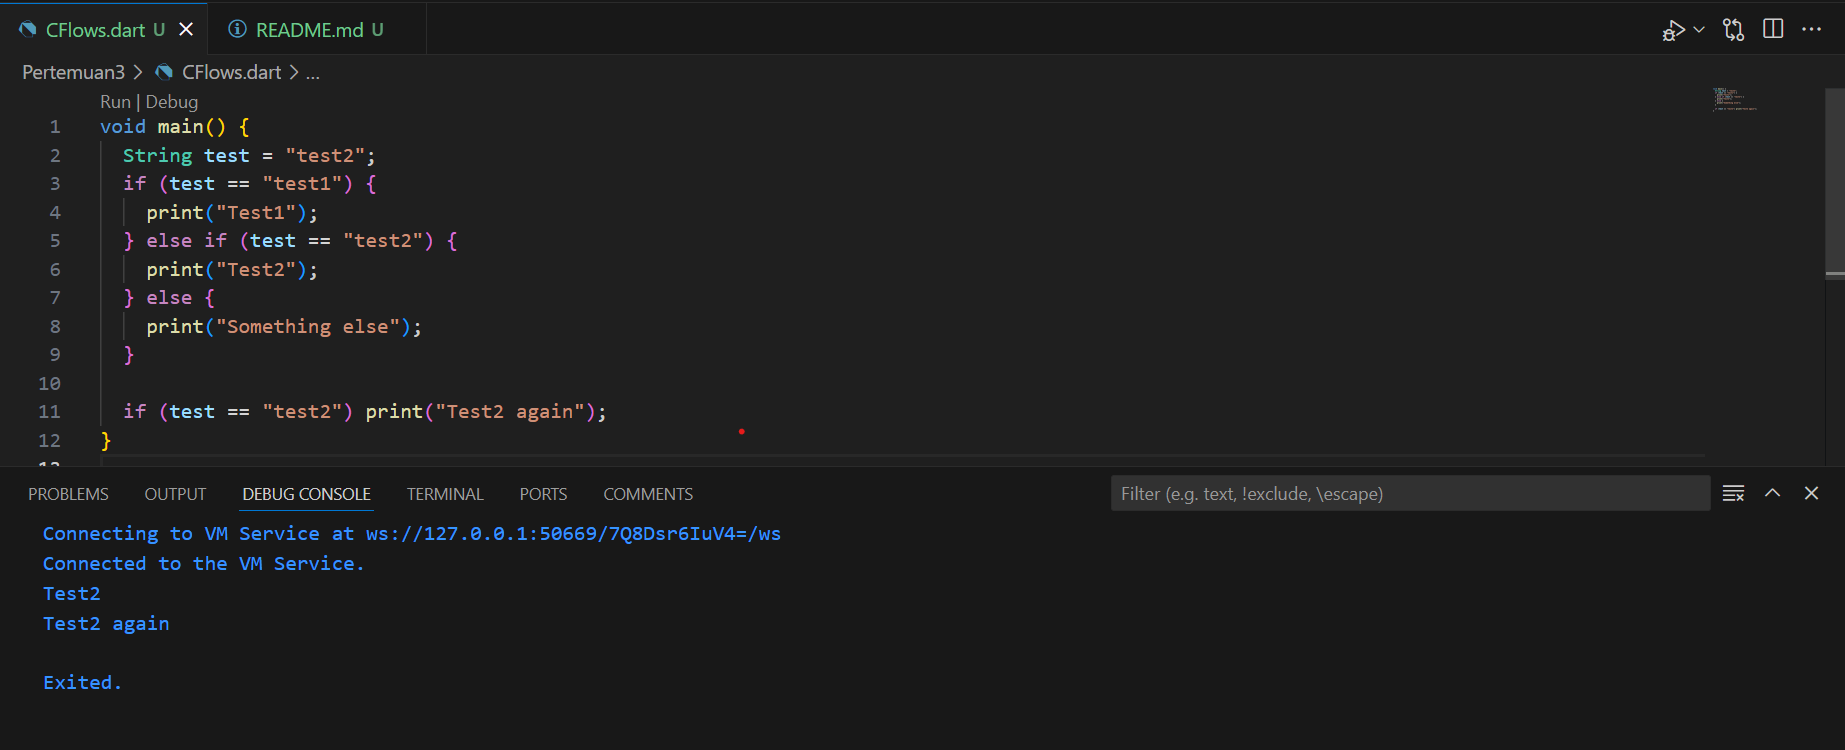 CFlows.dart U
README.md U
Pertemuan3 > CFlows.dart > ...
Run | Debug
1 void main() {
2 String test = "test2";
3 if (test == "test1") {
4 print("Test1");
5 } else if (test == "test2") {
6 print("Test2");
7 } else {
8 print("Something else");
9 }
10
11 if (test == "test2") print("Test2 again");
12 }
13
PROBLEMS OUTPUT DEBUG CONSOLE TERMINAL PORTS COMMENTS
Filter (e.g. text, !exclude, \escape)
Connecting to VM Service at ws://127.0.0.1:50669/7Q8Dsr6IuV4=/ws
Connected to the VM Service.
Test2
Test2 again
Exited.